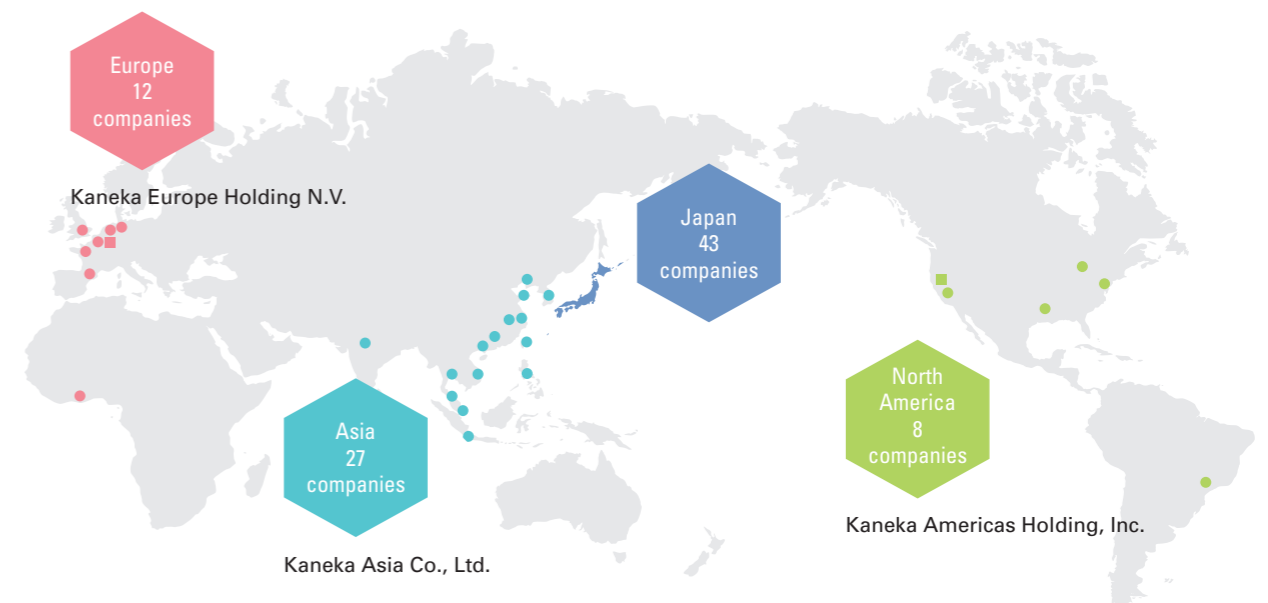 Europe
12
companies
Kaneka Europe Holding N.V.
Japan
43
companies
Asia
27
companies
Kaneka Asia Co., Ltd.
North
America
8
companies
Kaneka Americas Holding, Inc.